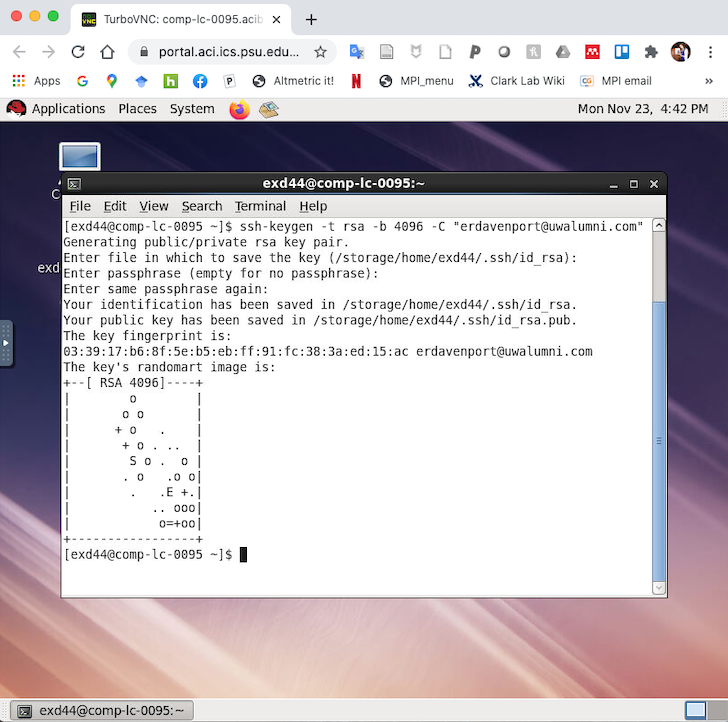 TurboVNC: comp-lc-0095.acib
portal.aci.ics.psu.edu...
Apps
Altmetric it!
MPI_menu
Clark Lab Wiki
MPI email
»
Applications Places System
Mon Nov 23, 4:42 PM
exd
exd44@comp-lc-0095:~
File Edit View Search Terminal Help
[exd44@comp-lc-0095 ~]$ ssh-keygen -t rsa -b 4096 -C "erdavenport@uwalumni.com"
Generating public/private rsa key pair.
Enter file in which to save the key (/storage/home/exd44/.ssh/id_rsa):
Enter passphrase (empty for no passphrase):
Enter same passphrase again:
Your identification has been saved in /storage/home/exd44/.ssh/id_rsa.
Your public key has been saved in /storage/home/exd44/.ssh/id_rsa.pub.
The key fingerprint is:
03:39:17:b6:8f:5e:b5:eb:ff:91:fc:38:3a:ed:15:ac erdavenport@uwalumni.com
The key's randomart image is:
+--[ RSA 4096]----+
|        o        |
|       o o       |
|      + o   .    |
|       + o . ..  |
|        S o .  o |
|       . o   .o o|
|        .   .E +.|
|           .. ooo|
|            o=+oo|
+-----------------+
[exd44@comp-lc-0095 ~]$
exd44@comp-lc-0095:~